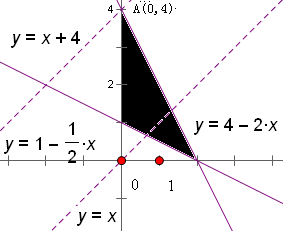 4 A(0,4)
y = x + 4
2
y = 4 − 2·x
y = 1 − 1/2·x
0 1
y = x